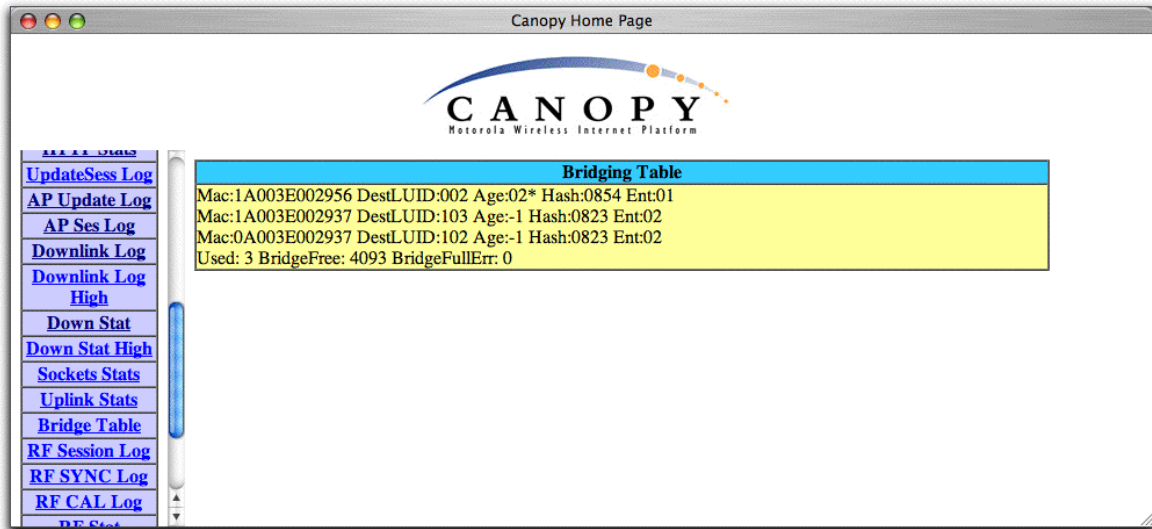 Canopy Home Page
CANOPY
Motorola Wireless Internet Platform
HTTP Stats
UpdateSess Log
AP Update Log
AP Ses Log
Downlink Log
Downlink Log
High
Down Stat
Down Stat High
Sockets Stats
Uplink Stats
Bridge Table
RF Session Log
RF SYNC Log
RF CAL Log
RF Stat
Bridging Table
Mac:1A003E002956 DestLUID:002 Age:02* Hash:0854 Ent:01
Mac:1A003E002937 DestLUID:103 Age:-1 Hash:0823 Ent:02
Mac:0A003E002937 DestLUID:102 Age:-1 Hash:0823 Ent:02
Used: 3 BridgeFree: 4093 BridgeFullErr: 0